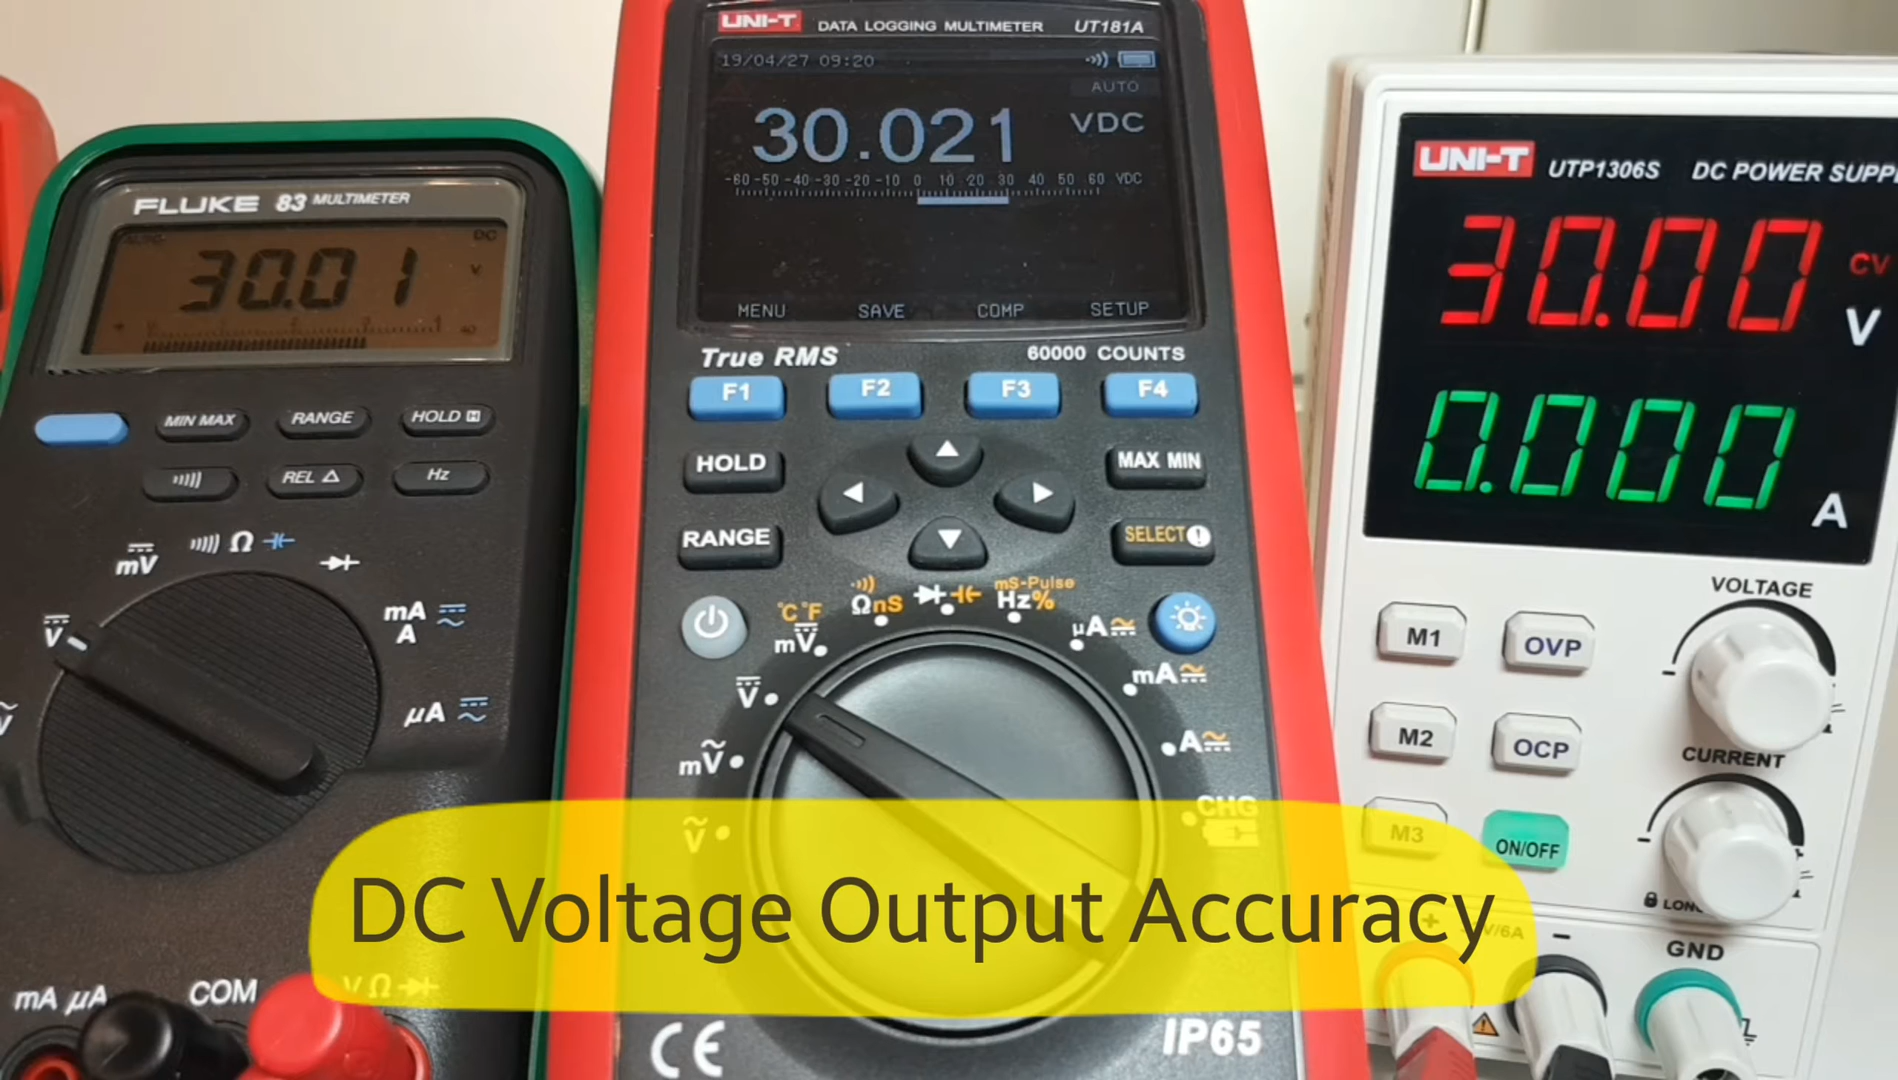 FLUKE 83 MULTIMETER
AUTO
DC
30.01
V
MIN MAX
RANGE
HOLD H
REL △
Hz
mV
Ω
V
mA
A
µA
mA µA
COM
V Ω
UNI-T DATA LOGGING MULTIMETER UT181A
19/04/27 09:20
AUTO
30.021 VDC
-60 -50 -40 -30 -20 -10 0 10 20 30 40 50 60 VDC
MENU SAVE COMP SETUP
True RMS 60000 COUNTS
F1 F2 F3 F4
HOLD
MAX MIN
RANGE
SELECT
°C °F
mV
ΩnS
mS-Pulse
Hz%
µA
mA
A
V
mV
V
CHG
CE
IP65
UNI-T UTP1306S DC POWER SUPP
30.00 CV
V
0.000
A
VOLTAGE
M1 OVP
M2 OCP
CURRENT
M3 ON/OFF
LONG
+
V/6A
-
GND
DC Voltage Output Accuracy